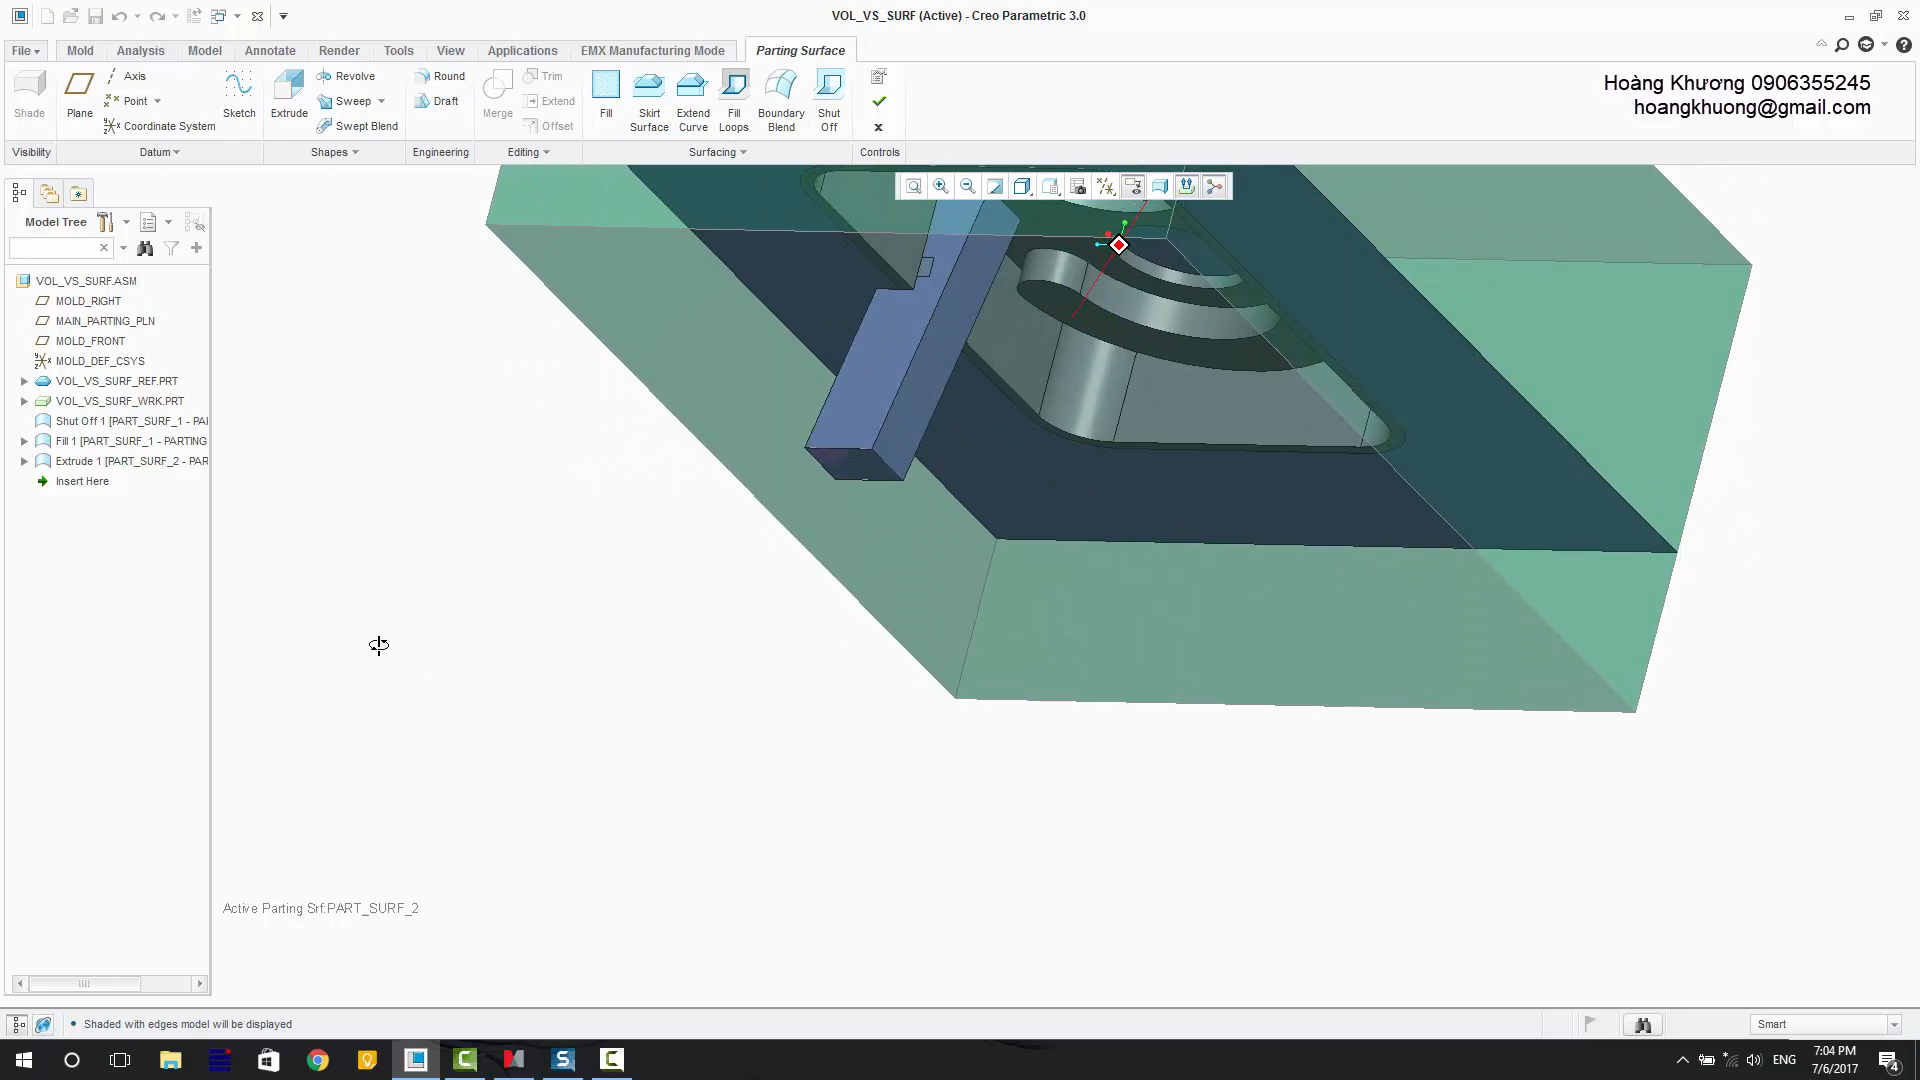 VOL_VS_SURF (Active) - Creo Parametric 3.0
File Mold Analysis Model Annotate Render Tools View Applications EMX Manufacturing Mode Parting Surface
Shade Plane Axis Point Coordinate System Sketch Extrude Revolve Sweep Swept Blend Round Draft Merge Trim Extend Offset Fill Skirt Surface Extend Curve Fill Loops Boundary Blend Shut Off
Hoàng Khương 0906355245
hoangkhuong@gmail.com
Visibility Datum Shapes Engineering Editing Surfacing Controls
Model Tree
VOL_VS_SURF.ASM
MOLD_RIGHT
MAIN_PARTING_PLN
MOLD_FRONT
MOLD_DEF_CSYS
VOL_VS_SURF_REF.PRT
VOL_VS_SURF_WRK.PRT
Shut Off 1 [PART_SURF_1 - PAI
Fill 1 [PART_SURF_1 - PARTING
Extrude 1 [PART_SURF_2 - PAR
Insert Here
Active Parting Srf:PART_SURF_2
Shaded with edges model will be displayed
Smart
ENG
7:04 PM
7/6/2017
4